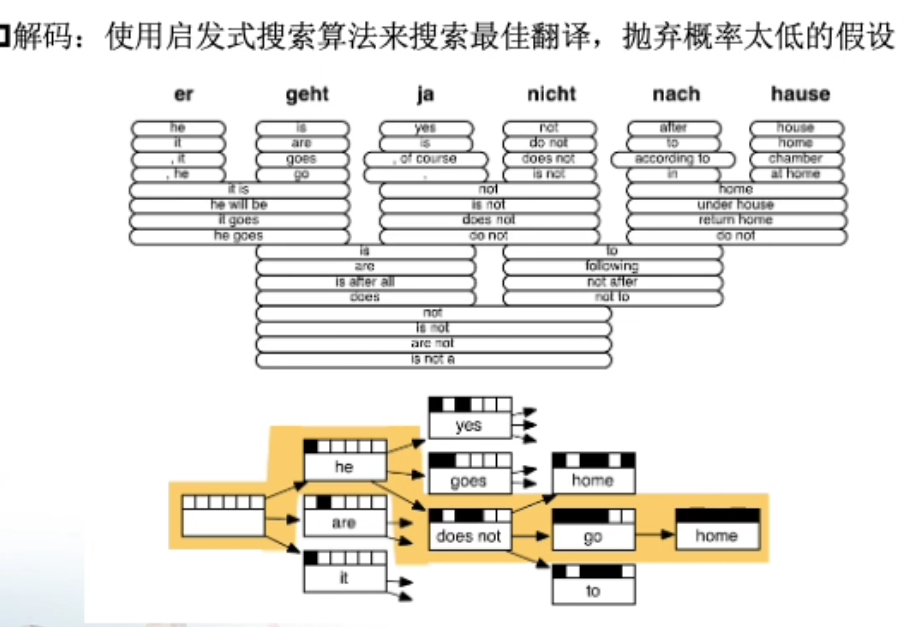 解码：使用启发式搜索算法来搜索最佳翻译，抛弃概率太低的假设
er geht ja nicht nach hause
he is yes not after house
it are is do not to home
, it goes , of course does not according to chamber
, he go , is not in at home
it is not home
he will be is not under house
it goes does not return home
he goes do not do not
is to
are following
is after all not after
does not to
not
is not
are not
is not a
yes
he goes home
are does not go home
it to